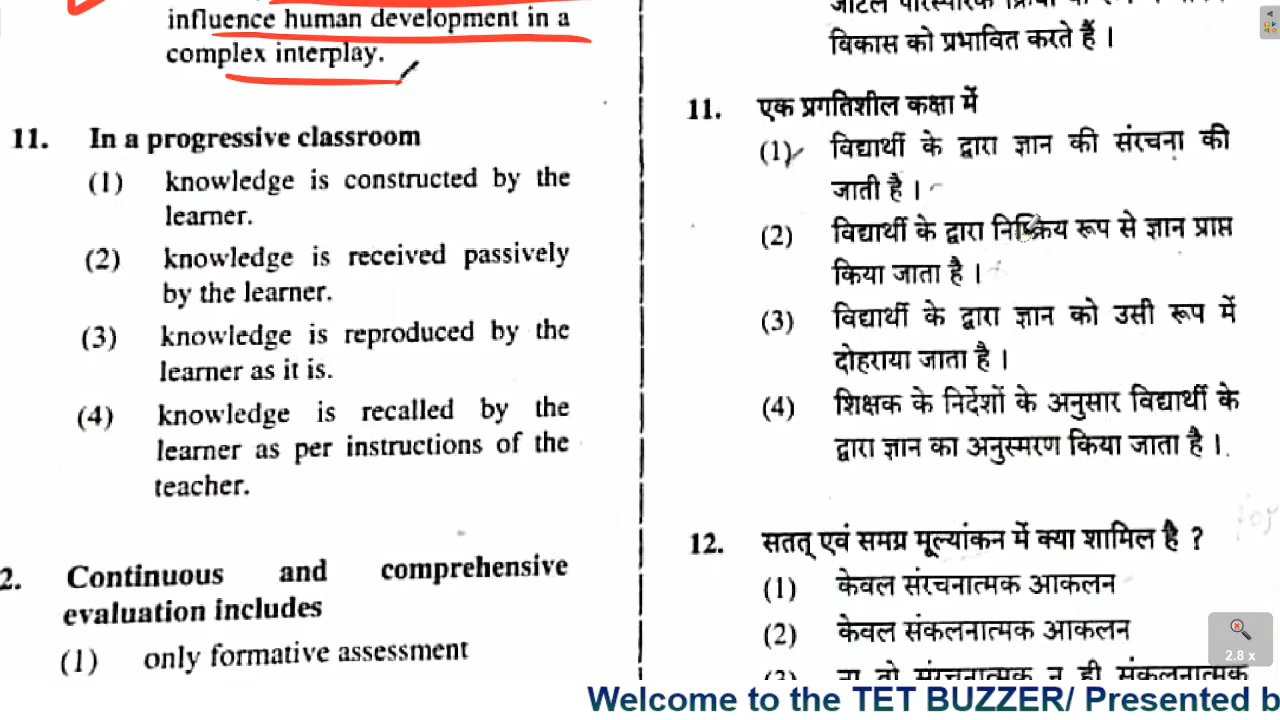 influence human development in a
complex interplay.
11. In a progressive classroom
(1) knowledge is constructed by the
learner.
(2) knowledge is received passively
by the learner.
(3) knowledge is reproduced by the
learner as it is.
(4) knowledge is recalled by the
learner as per instructions of the
teacher.
2. Continuous and comprehensive
evaluation includes
(1) only formative assessment
विकास को प्रभावित करते हैं ।
11. एक प्रगतिशील कक्षा में
(1) विद्यार्थी के द्वारा ज्ञान की संरचना की
जाती है ।
(2) विद्यार्थी के द्वारा निष्क्रिय रूप से ज्ञान प्राप्त
किया जाता है ।
(3) विद्यार्थी के द्वारा ज्ञान को उसी रूप में
दोहराया जाता है ।
(4) शिक्षक के निर्देशों के अनुसार विद्यार्थी के
द्वारा ज्ञान का अनुस्मरण किया जाता है ।
12. सतत् एवं समग्र मूल्यांकन में क्या शामिल है ?
(1) केवल संरचनात्मक आकलन
(2) केवल संकलनात्मक आकलन
(3) ना तो संरचनात्मक न ही संकलनात्मक
2.8 x
Welcome to the TET BUZZER/ Presented b